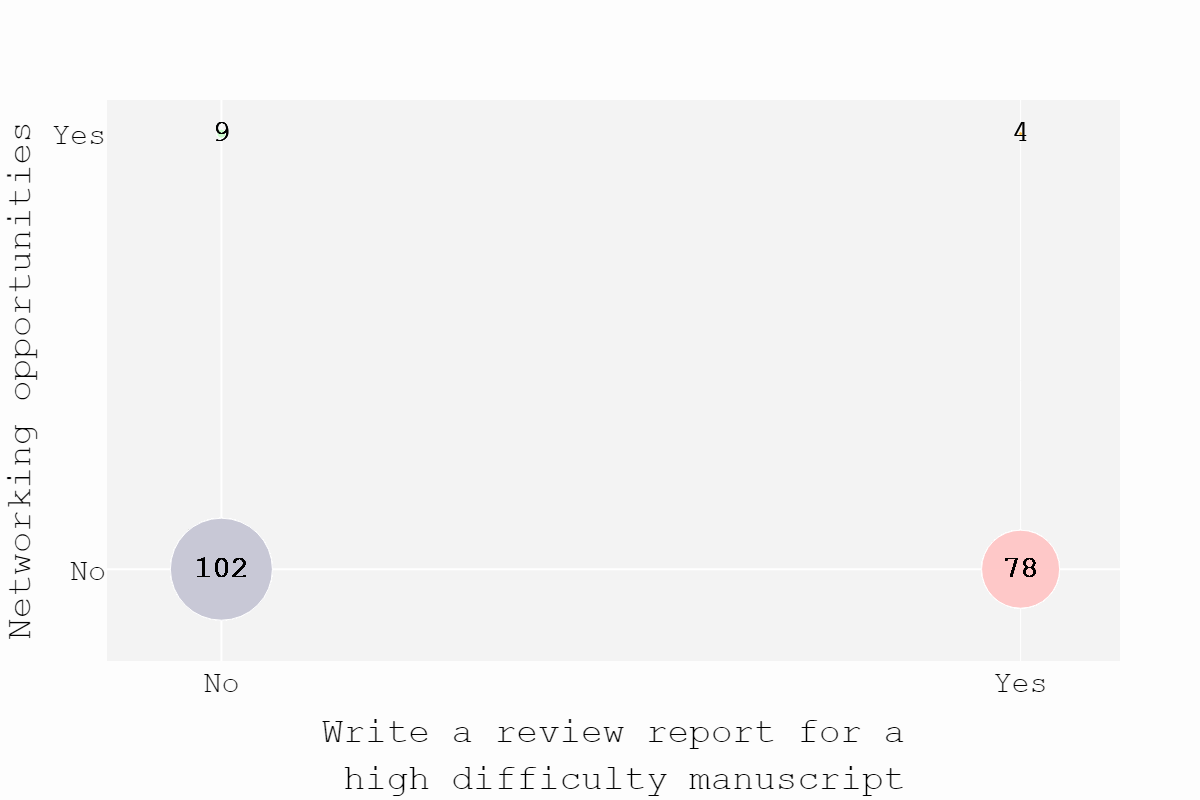 Networking opportunities
Yes
9
4
No
102
78
No
Yes
Write a review report for a
high difficulty manuscript